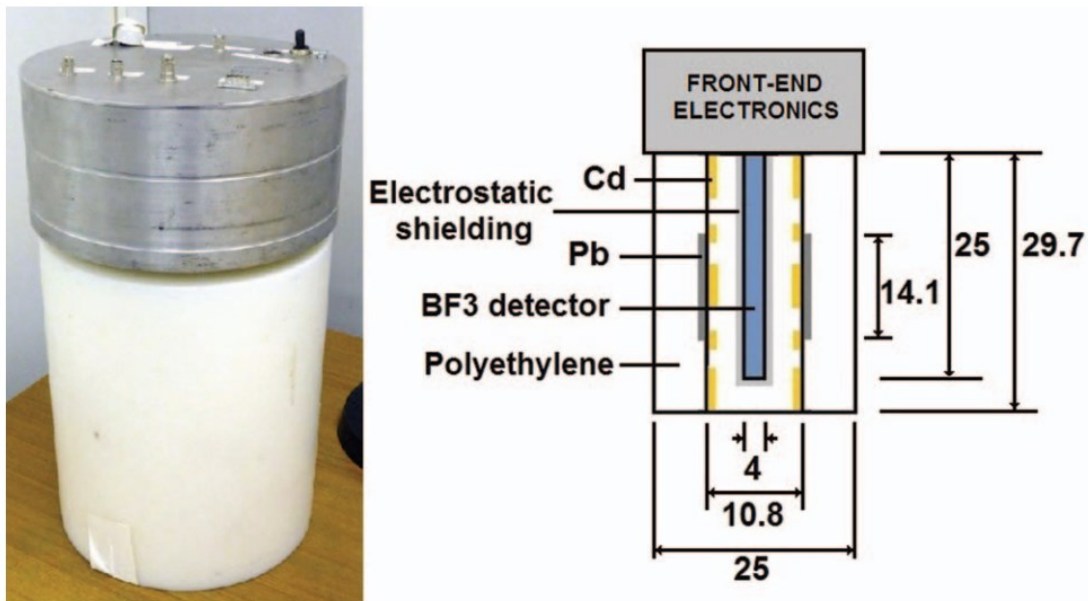 FRONT-END
ELECTRONICS
Cd
Electrostatic
shielding
Pb
BF3 detector
Polyethylene
14.1
25
29.7
4
10.8
25